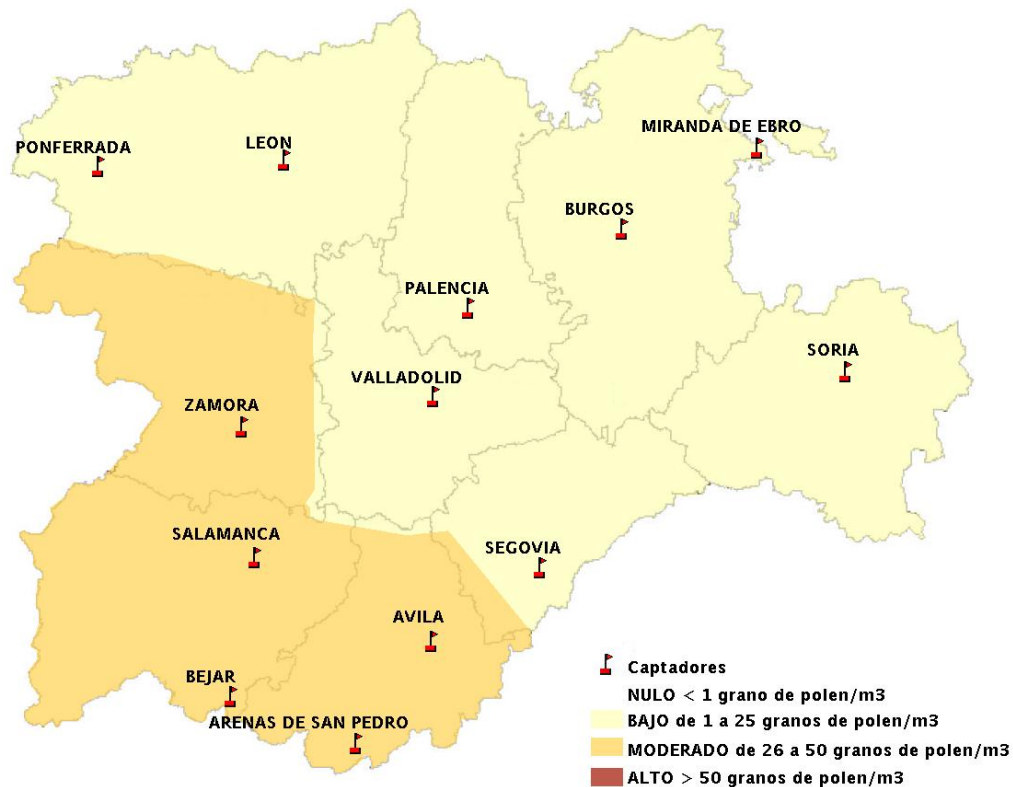 MIRANDA DE EBRO
PONFERRADA
LEON
BURGOS
PALENCIA
SORIA
VALLADOLID
ZAMORA
SALAMANCA
SEGOVIA
AVILA
BEJAR
ARENAS DE SAN PEDRO
Captadores
NULO < 1 grano de polen/m3
BAJO de 1 a 25 granos de polen/m3
MODERADO de 26 a 50 granos de polen/m3
ALTO > 50 granos de polen/m3